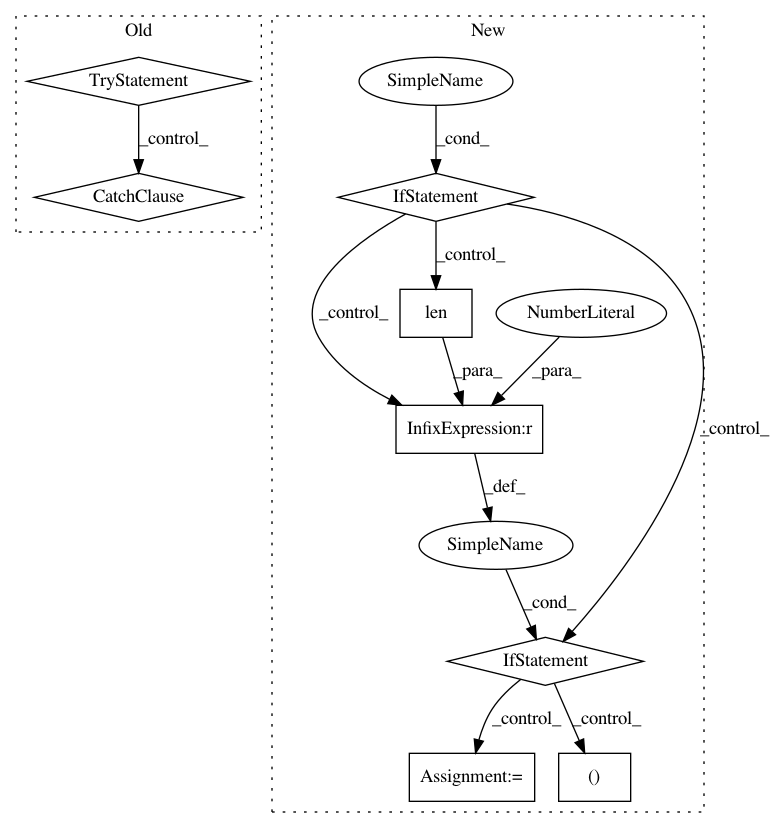 Old
New
TryStatement
SimpleName
_control_
_cond_
CatchClause
IfStatement
_control_
_control_
len
NumberLiteral
_para_
_para_
InfixExpression:r
_control_
_def_
SimpleName
_cond_
IfStatement
_control_
_control_
Assignment:=
()